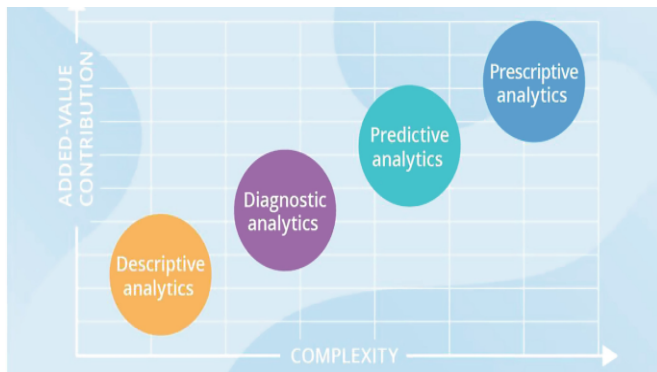 ADDED-VALUE
CONTRIBUTION
Prescriptive
analytics
Predictive
analytics
Diagnostic
analytics
Descriptive
analytics
COMPLEXITY